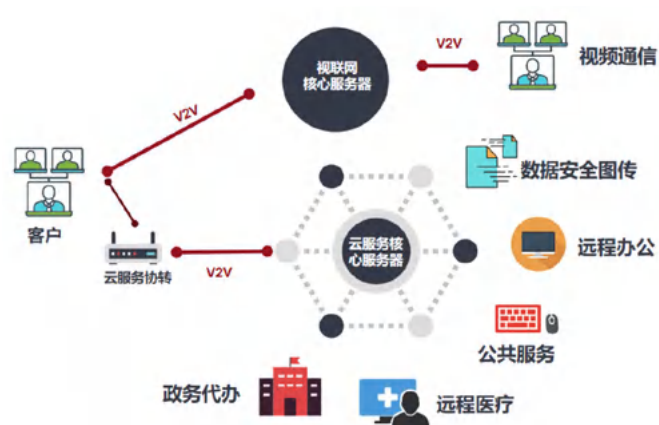 V2V
视频通信
视联网
核心服务器
V2V
数据安全图传
客户
云服务核
心服务器
远程办公
云服务协转
V2V
公共服务
政务代办
远程医疗